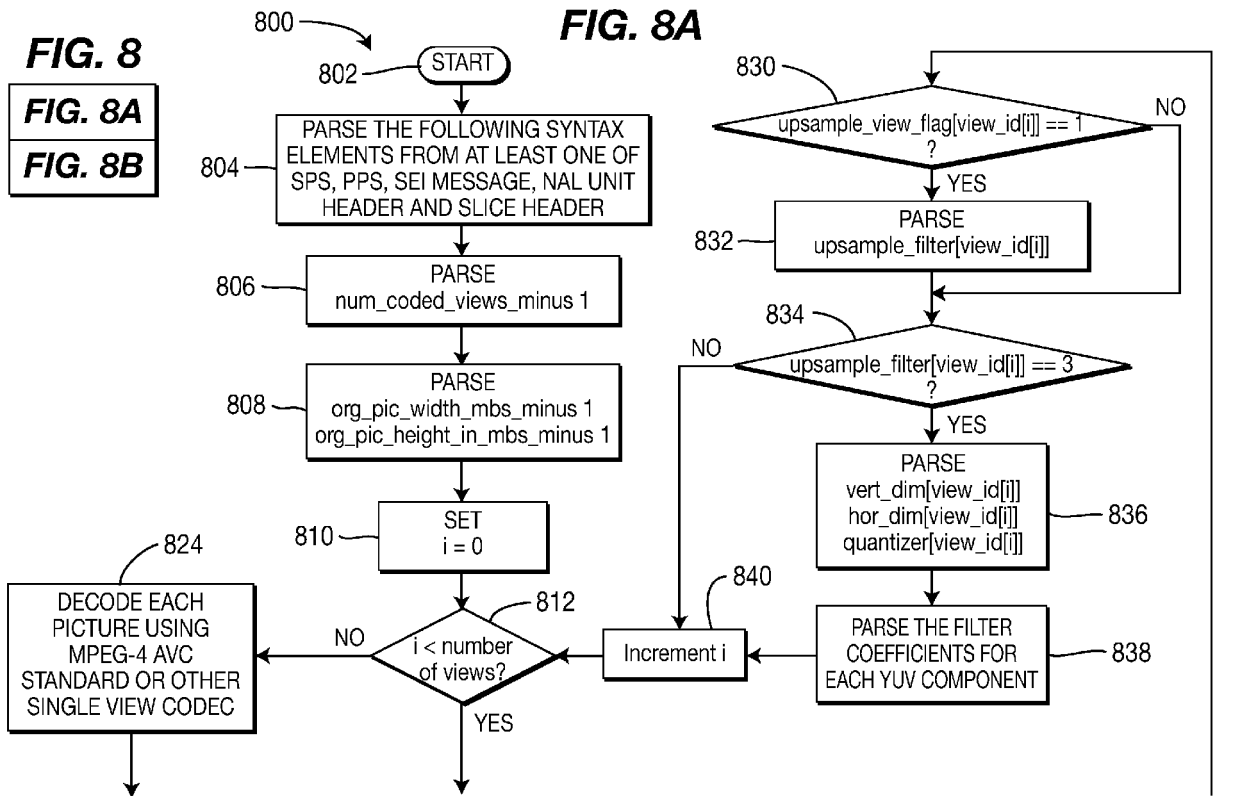 FIG. 8
FIG. 8A
FIG. 8B
FIG. 8A
800
802
START
804
PARSE THE FOLLOWING SYNTAX
ELEMENTS FROM AT LEAST ONE OF
SPS, PPS, SEI MESSAGE, NAL UNIT
HEADER AND SLICE HEADER
806
PARSE
num_coded_views_minus 1
808
PARSE
org_pic_width_mbs_minus 1
org_pic_height_in_mbs_minus 1
810
SET
i = 0
812
i < number
of views?
NO
YES
824
DECODE EACH
PICTURE USING
MPEG-4 AVC
STANDARD OR OTHER
SINGLE VIEW CODEC
830
upsample_view_flag[view_id[i]] == 1
?
NO
YES
832
PARSE
upsample_filter[view_id[i]]
834
upsample_filter[view_id[i]] == 3
?
NO
YES
836
PARSE
vert_dim[view_id[i]]
hor_dim[view_id[i]]
quantizer[view_id[i]]
838
PARSE THE FILTER
COEFFICIENTS FOR
EACH YUV COMPONENT
840
Increment i